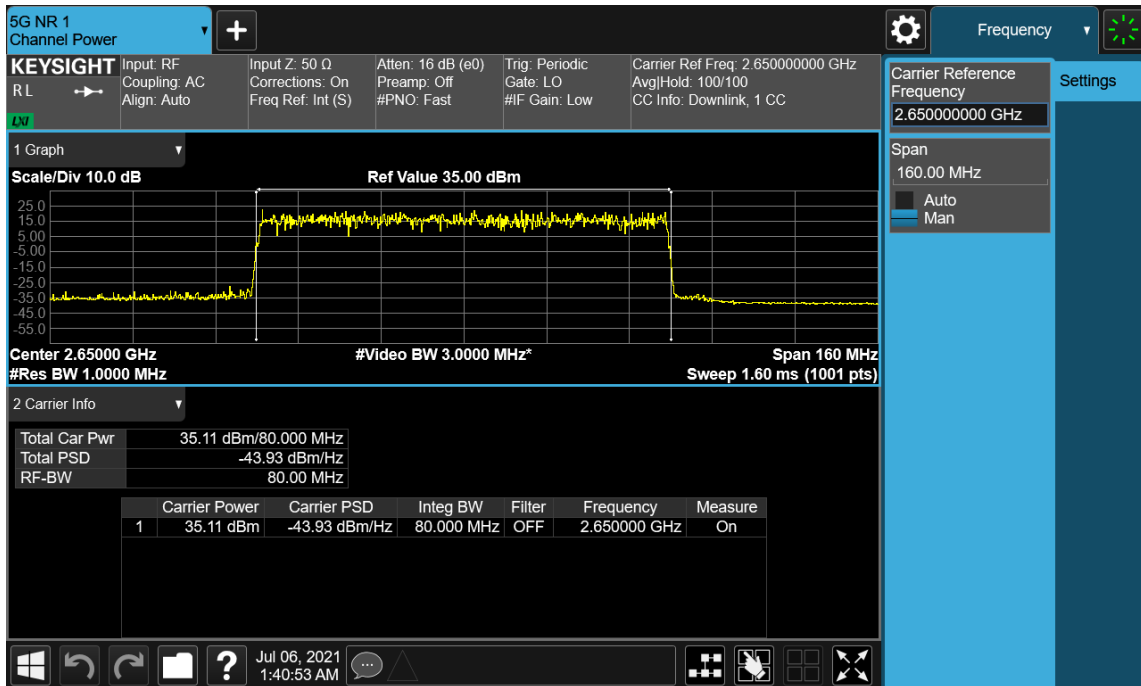 5G NR 1
Channel Power
Frequency
KEYSIGHT
R L
LXI
Input: RF
Coupling: AC
Align: Auto
Input Z: 50 Ω
Corrections: On
Freq Ref: Int (S)
Atten: 16 dB (e0)
Preamp: Off
#PNO: Fast
Trig: Periodic
Gate: LO
#IF Gain: Low
Carrier Ref Freq: 2.650000000 GHz
Avg|Hold: 100/100
CC Info: Downlink, 1 CC
Carrier Reference
Frequency
2.650000000 GHz
Settings
Span
160.00 MHz
Auto
Man
1 Graph
Scale/Div 10.0 dB
Ref Value 35.00 dBm
25.0
15.0
5.00
-5.00
-15.0
-25.0
-35.0
-45.0
-55.0
Center 2.65000 GHz
#Video BW 3.0000 MHz*
Span 160 MHz
#Res BW 1.0000 MHz
Sweep 1.60 ms (1001 pts)
2 Carrier Info
Total Car Pwr 35.11 dBm/80.000 MHz
Total PSD -43.93 dBm/Hz
RF-BW 80.00 MHz
Carrier Power Carrier PSD Integ BW Filter Frequency Measure
1 35.11 dBm -43.93 dBm/Hz 80.000 MHz OFF 2.650000 GHz On
?
Jul 06, 2021
1:40:53 AM